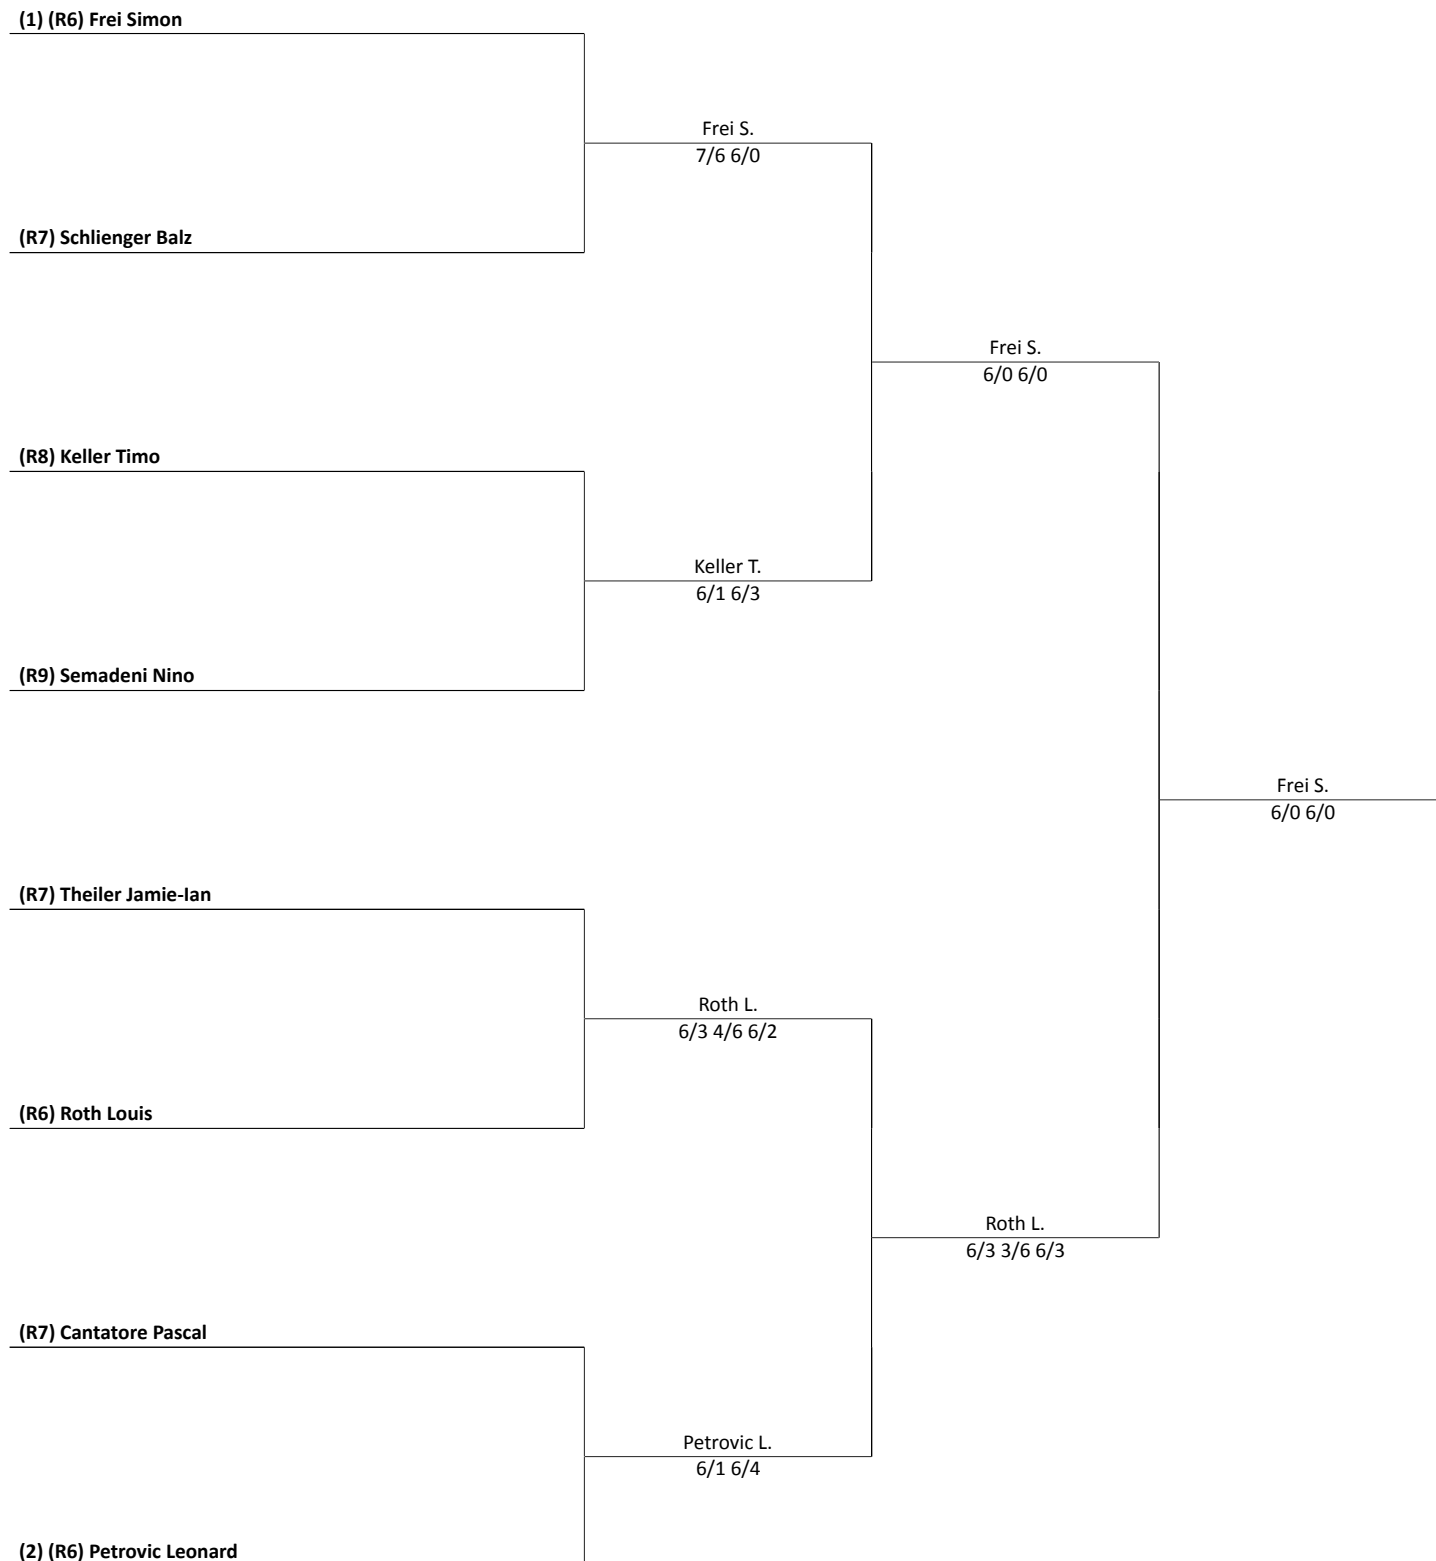 (1) (R6) Frei Simon
Frei S.
7/6 6/0
(R7) Schlienger Balz
Frei S.
6/0 6/0
(R8) Keller Timo
Keller T.
6/1 6/3
(R9) Semadeni Nino
Frei S.
6/0 6/0
(R7) Theiler Jamie-Ian
Roth L.
6/3 4/6 6/2
(R6) Roth Louis
Roth L.
6/3 3/6 6/3
(R7) Cantatore Pascal
Petrovic L.
6/1 6/4
(2) (R6) Petrovic Leonard